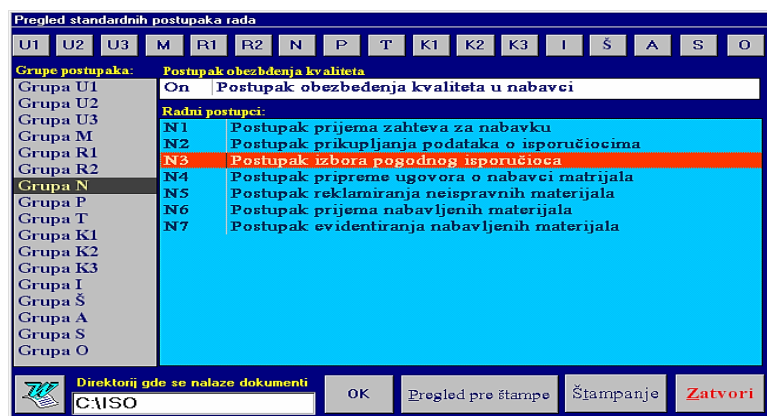 Pregled standardnih postupaka rada
U1 U2 U3 M R1 R2 N P T K1 K2 K3 I Š A S O
Grupe postupaka:
Grupa U1
Grupa U2
Grupa U3
Grupa M
Grupa R1
Grupa R2
Grupa N
Grupa P
Grupa T
Grupa K1
Grupa K2
Grupa K3
Grupa I
Grupa Š
Grupa A
Grupa S
Grupa O
Postupak obezbđenja kvaliteta
On Postupak obezbeđenja kvaliteta u nabavci
Radni postupci:
N1 Postupak prijema zahteva za nabavku
N2 Postupak prikupljanja podataka o isporučiocima
N3 Postupak izbora pogodnog isporučioca
N4 Postupak pripreme ugovora o nabavci matrijala
N5 Postupak reklamiranja neispravnih materijala
N6 Postupak prijema nabavljenih materijala
N7 Postupak evidentiranja nabavljenih materijala
Direktorij gde se nalaze dokumenti
C:\ISO
OK
Pregled pre štampe
Štampanje
Zatvori